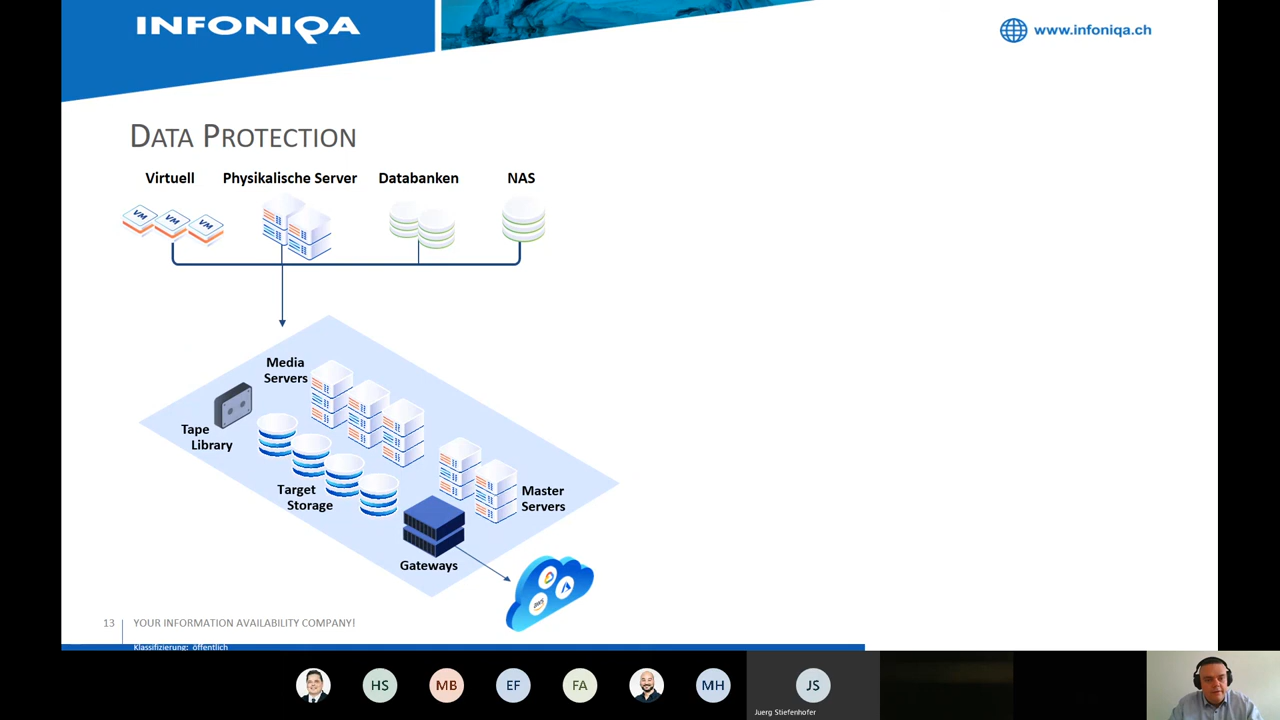 INFONIQA
www.infoniqa.ch
DATA PROTECTION
Virtuell
Physikalische Server
Databanken
NAS
VM
VM
VM
Media
Servers
Tape
Library
Target
Storage
Master
Servers
Gateways
aws
13
YOUR INFORMATION AVAILABILITY COMPANY!
Klassifizierung: öffentlich
HS
MB
EF
FA
MH
JS
Juerg Stiefenhofer